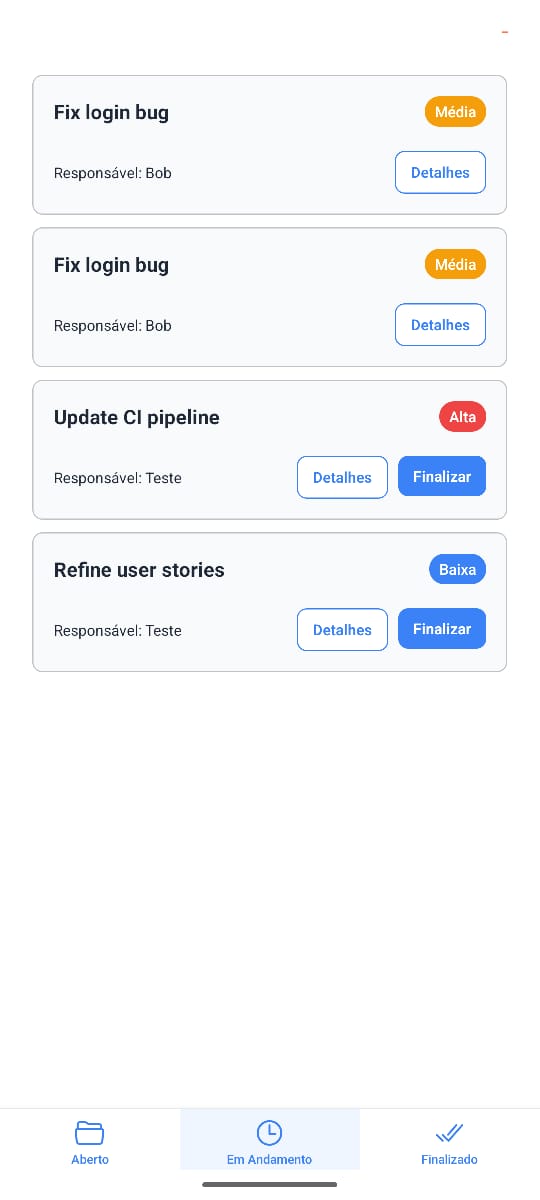 Fix login bug
Média
Responsável: Bob
Detalhes
Fix login bug
Média
Responsável: Bob
Detalhes
Update CI pipeline
Alta
Responsável: Teste
Detalhes
Finalizar
Refine user stories
Baixa
Responsável: Teste
Detalhes
Finalizar
Aberto
Em Andamento
Finalizado